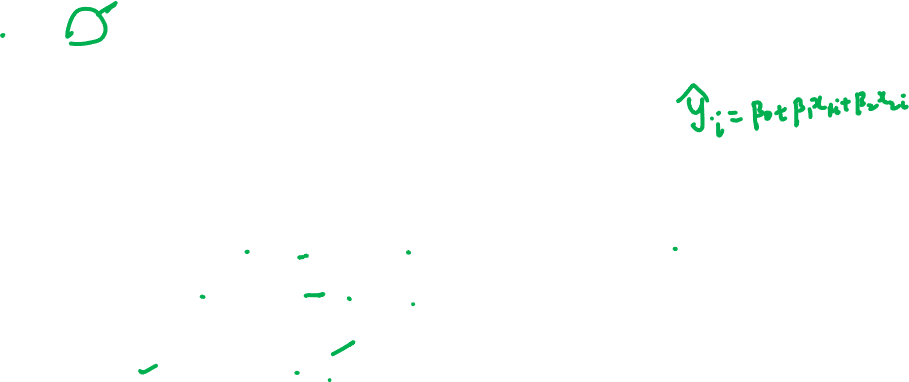 ŷᵢ = β₀ + β₁x₁ᵢ + β₂x₂ᵢ